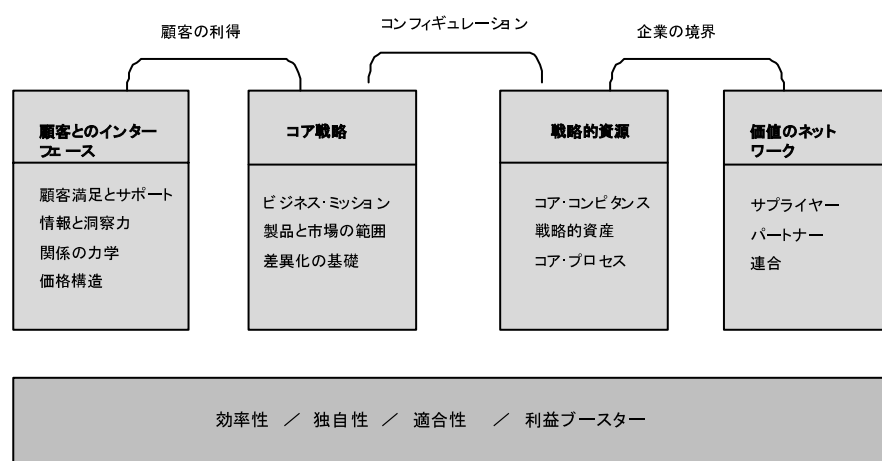 顧客の利得
コンフィギュレーション
企業の境界
顧客とのインター
フェース
顧客満足とサポート
情報と洞察力
関係の力学
価格構造
コア戦略
ビジネス・ミッション
製品と市場の範囲
差異化の基礎
戦略的資源
コア・コンピタンス
戦略的資産
コア・プロセス
価値のネット
ワーク
サプライヤー
パートナー
連合
効率性 ／ 独自性 ／ 適合性 ／ 利益ブースター